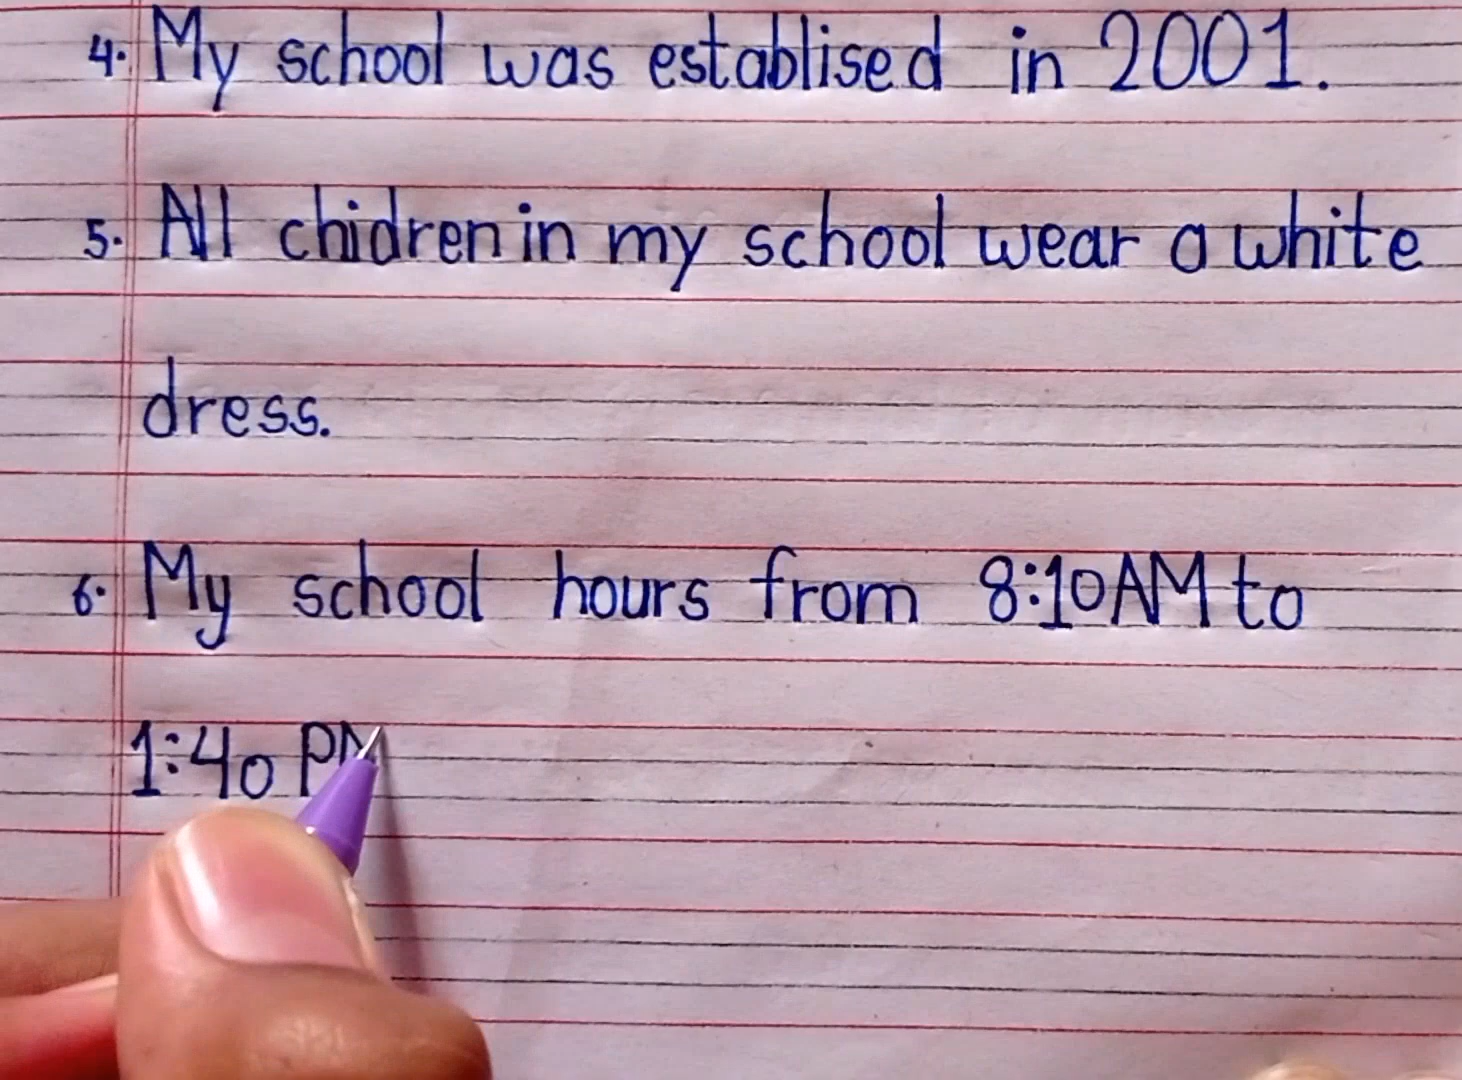 4. My school was establised in 2001.
5. All chidren in my school wear a white
dress.
6. My school hours from 8:10AM to
1:40 PM